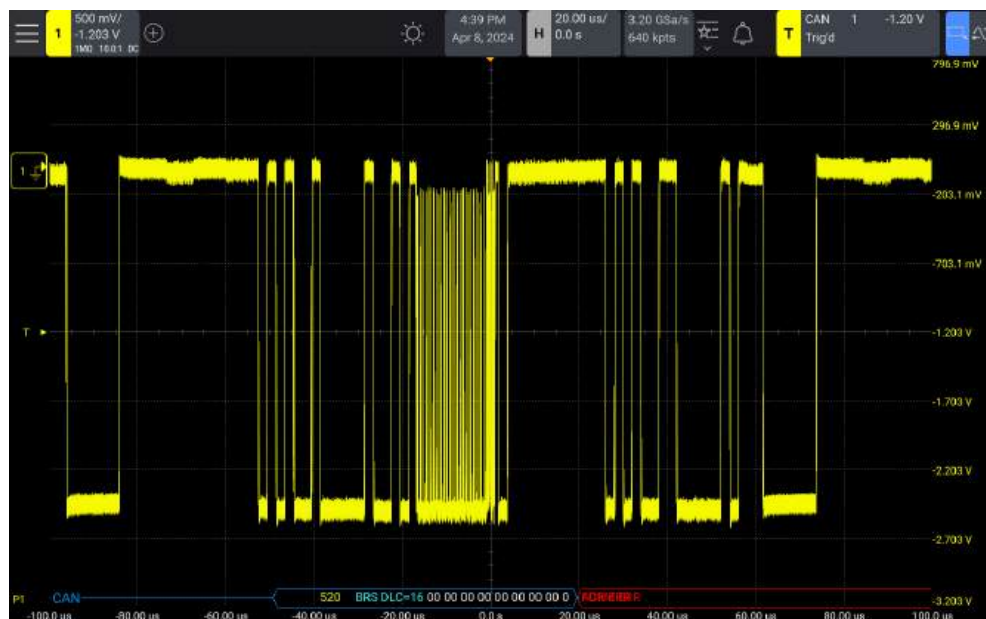 1
500 mV/
-1.203 V
1MΩ 10.0:1 DC
4:39 PM
Apr 8, 2024
H
20.00 us/
0.0 s
3.20 GSa/s
640 kpts
T
CAN 1 -1.20 V
Trig'd
796.9 mV
296.9 mV
1
-203.1 mV
-703.1 mV
T
-1.203 V
-1.703 V
-2.203 V
-2.703 V
P1
CAN
520 BRS DLC=16 00 00 00 00 00 00 00 0
-3.203 V
-100.0 us
-80.00 us
-60.00 us
-40.00 us
-20.00 us
0.0 s
20.00 us
40.00 us
60.00 us
80.00 us
100.0 us